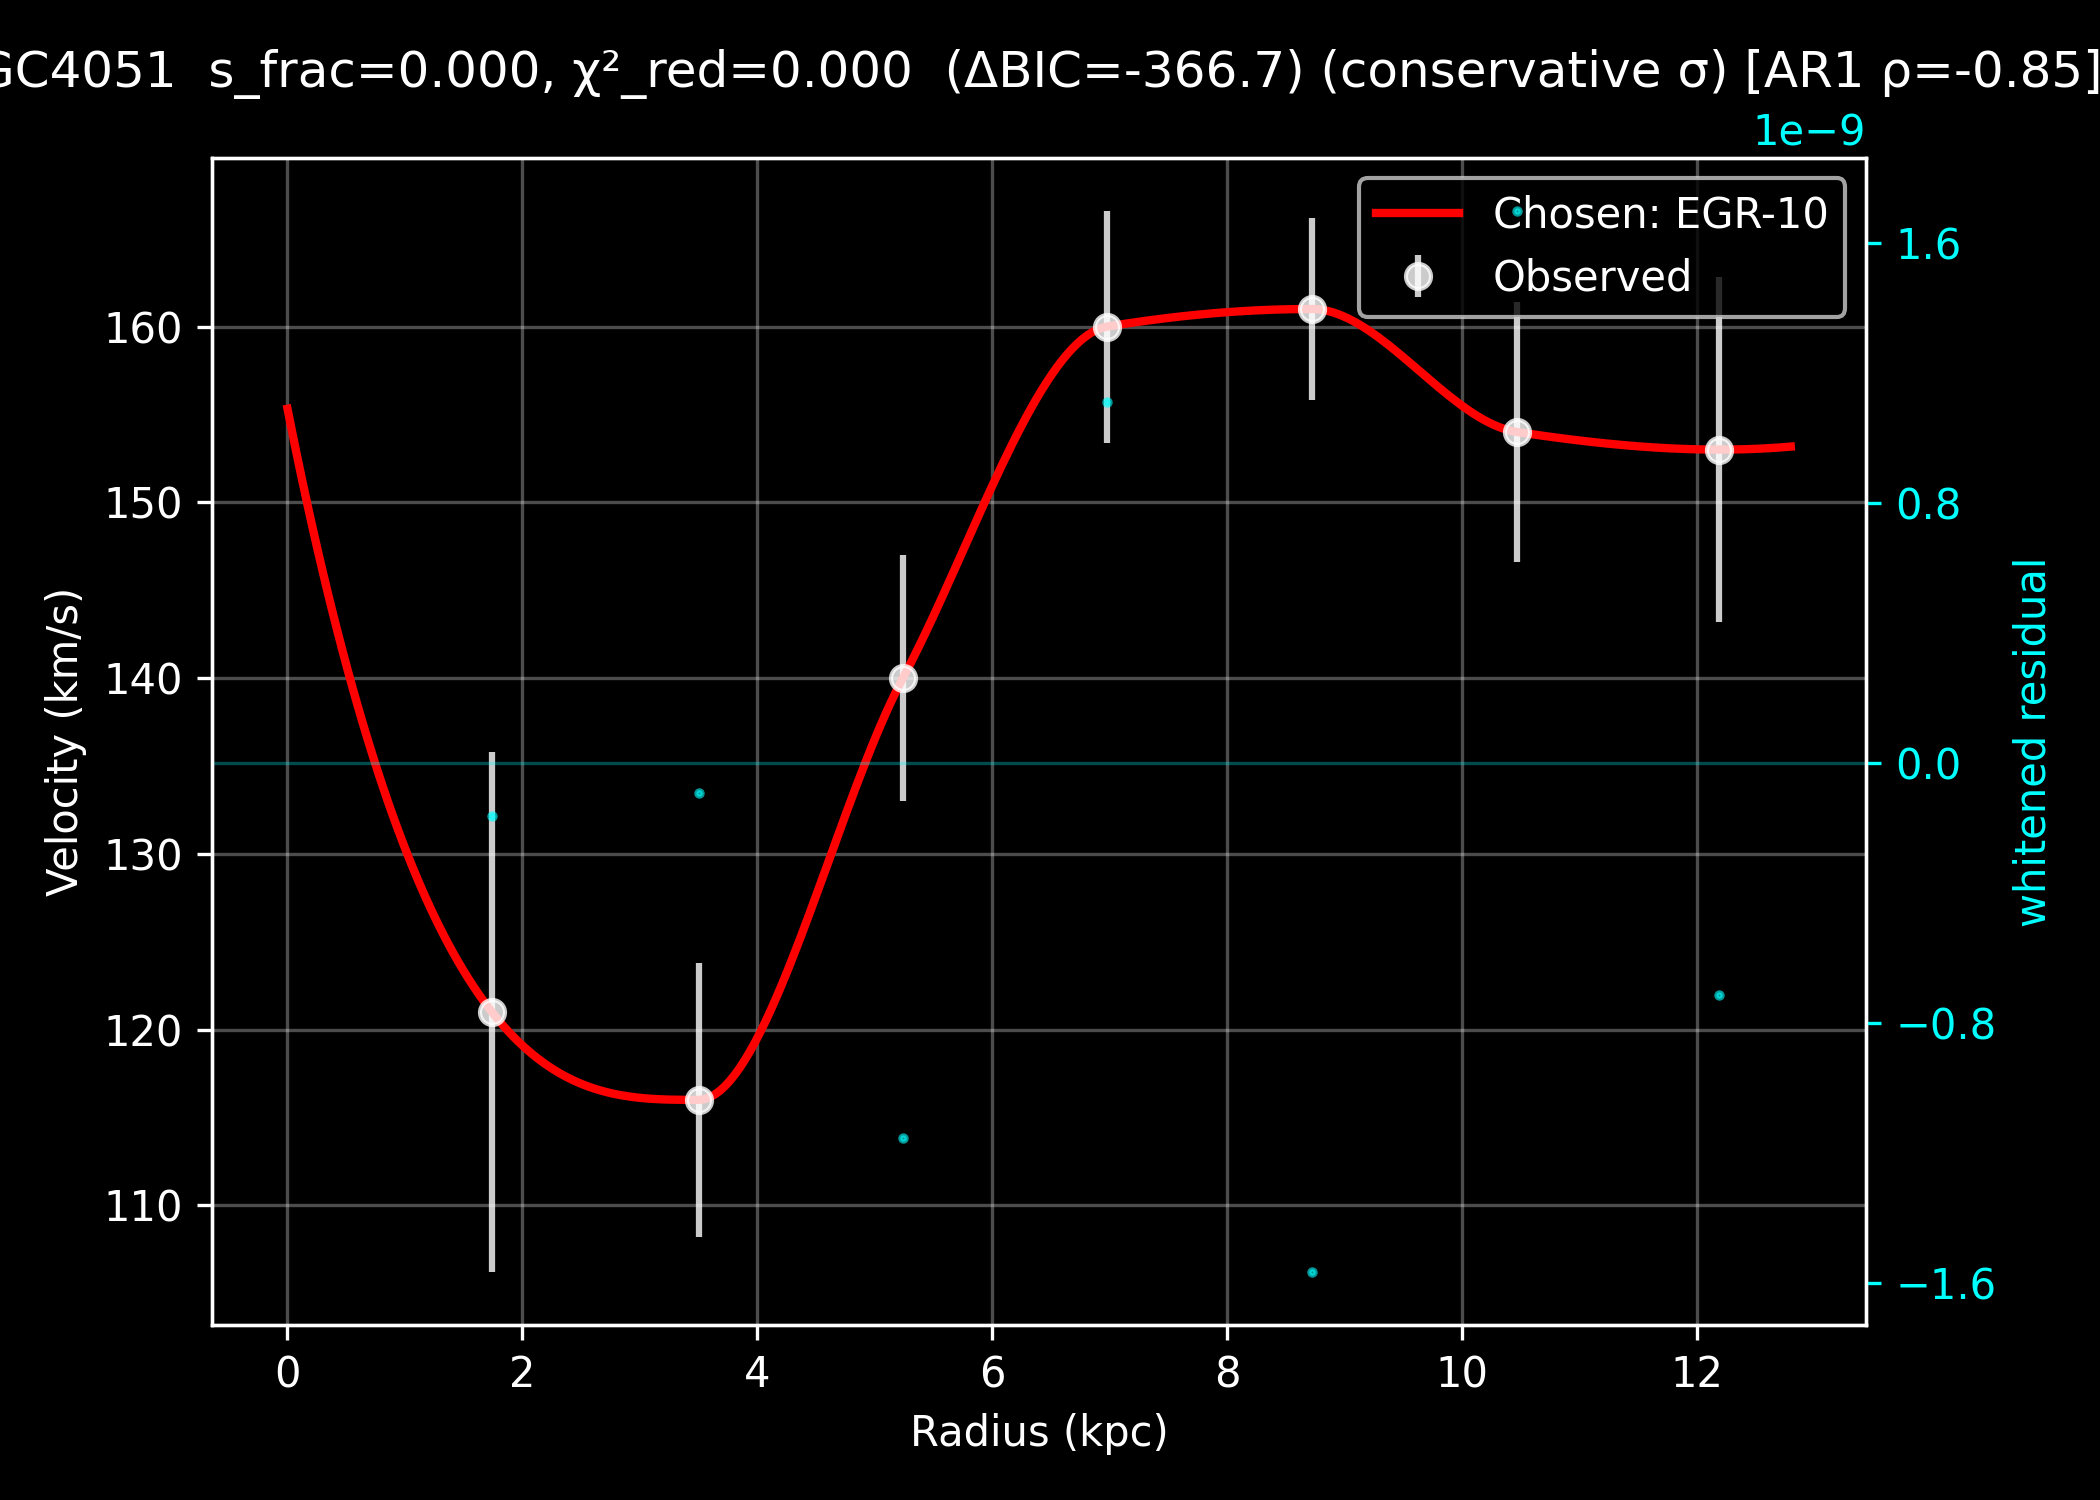 GC4051 s_frac=0.000, χ²_red=0.000 (ΔBIC=-366.7) (conservative σ) [AR1 ρ=-0.85]
1e−9
Chosen: EGR-10
Observed
160
150
140
130
120
110
Velocity (km/s)
1.6
0.8
0.0
−0.8
−1.6
whitened residual
0 2 4 6 8 10 12
Radius (kpc)